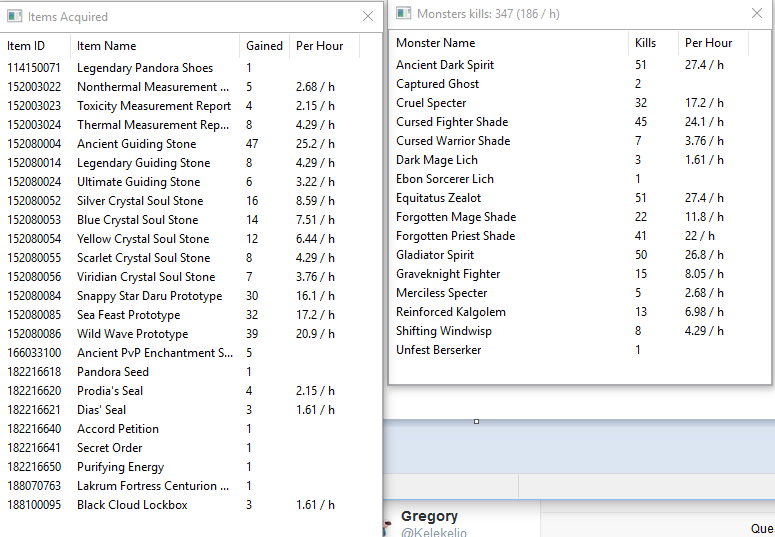 Items Acquired
Item ID Item Name Gained Per Hour
114150071 Legendary Pandora Shoes 1
152003022 Nonthermal Measurement ... 5 2.68 / h
152003023 Toxicity Measurement Report 4 2.15 / h
152003024 Thermal Measurement Rep... 8 4.29 / h
152080004 Ancient Guiding Stone 47 25.2 / h
152080014 Legendary Guiding Stone 8 4.29 / h
152080024 Ultimate Guiding Stone 6 3.22 / h
152080052 Silver Crystal Soul Stone 16 8.59 / h
152080053 Blue Crystal Soul Stone 14 7.51 / h
152080054 Yellow Crystal Soul Stone 12 6.44 / h
152080055 Scarlet Crystal Soul Stone 8 4.29 / h
152080056 Viridian Crystal Soul Stone 7 3.76 / h
152080084 Snappy Star Daru Prototype 30 16.1 / h
152080085 Sea Feast Prototype 32 17.2 / h
152080086 Wild Wave Prototype 39 20.9 / h
166033100 Ancient PvP Enchantment S... 5
182216618 Pandora Seed 1
182216620 Prodia's Seal 4 2.15 / h
182216621 Dias' Seal 3 1.61 / h
182216640 Accord Petition 1
182216641 Secret Order 1
182216650 Purifying Energy 1
188070763 Lakrum Fortress Centurion ... 1
188100095 Black Cloud Lockbox 3 1.61 / h
Monsters kills: 347 (186 / h)
Monster Name Kills Per Hour
Ancient Dark Spirit 51 27.4 / h
Captured Ghost 2
Cruel Specter 32 17.2 / h
Cursed Fighter Shade 45 24.1 / h
Cursed Warrior Shade 7 3.76 / h
Dark Mage Lich 3 1.61 / h
Ebon Sorcerer Lich 1
Equitatus Zealot 51 27.4 / h
Forgotten Mage Shade 22 11.8 / h
Forgotten Priest Shade 41 22 / h
Gladiator Spirit 50 26.8 / h
Graveknight Fighter 15 8.05 / h
Merciless Specter 5 2.68 / h
Reinforced Kalgolem 13 6.98 / h
Shifting Windwisp 8 4.29 / h
Unfest Berserker 1
Gregory
@Kelekelio
Que